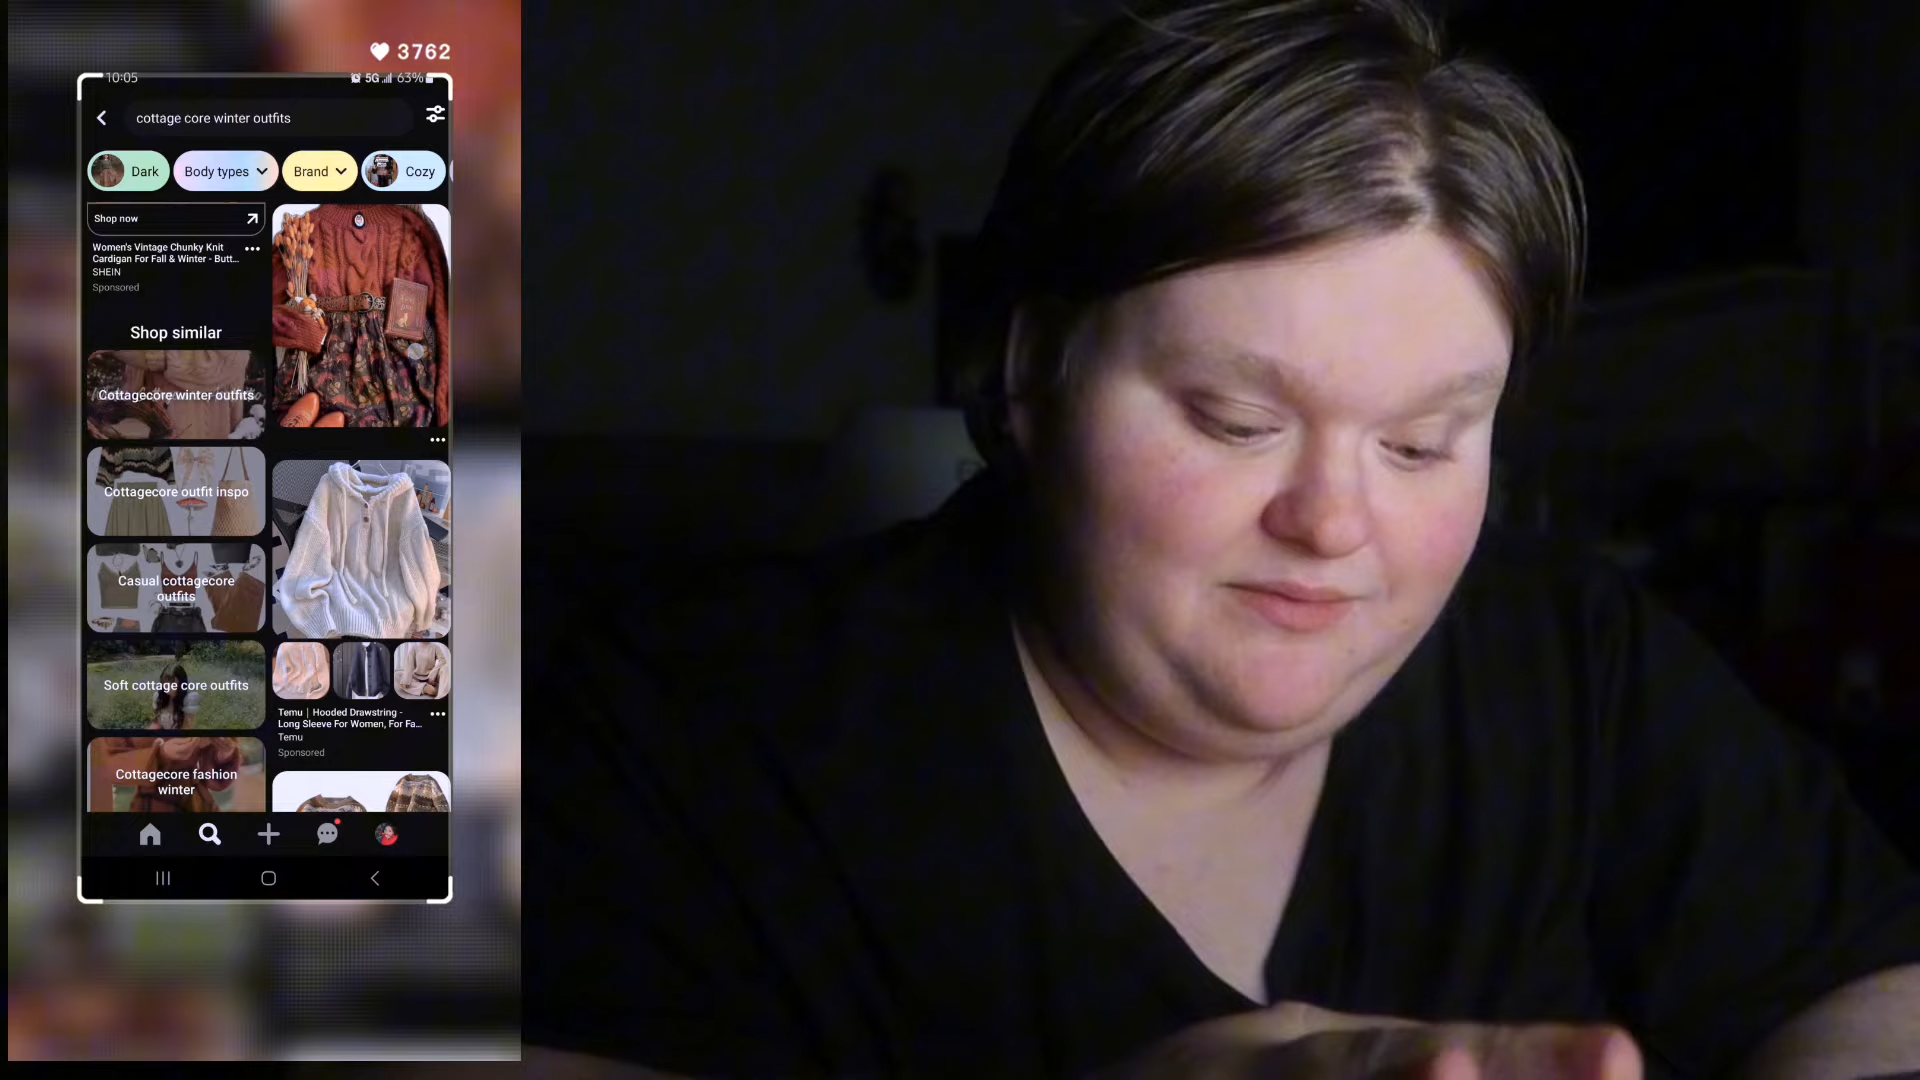 3762
10:05
5G 63%
cottage core winter outfits
Dark
Body types
Brand
Cozy
Shop now
Women's Vintage Chunky Knit
Cardigan For Fall & Winter - Butt...
SHEIN
Sponsored
Shop similar
Cottagecore winter outfits
Cottagecore outfit inspo
Casual cottagecore
outfits
Soft cottage core outfits
Cottagecore fashion
winter
Temu | Hooded Drawstring -
Long Sleeve For Women, For Fa...
Temu
Sponsored